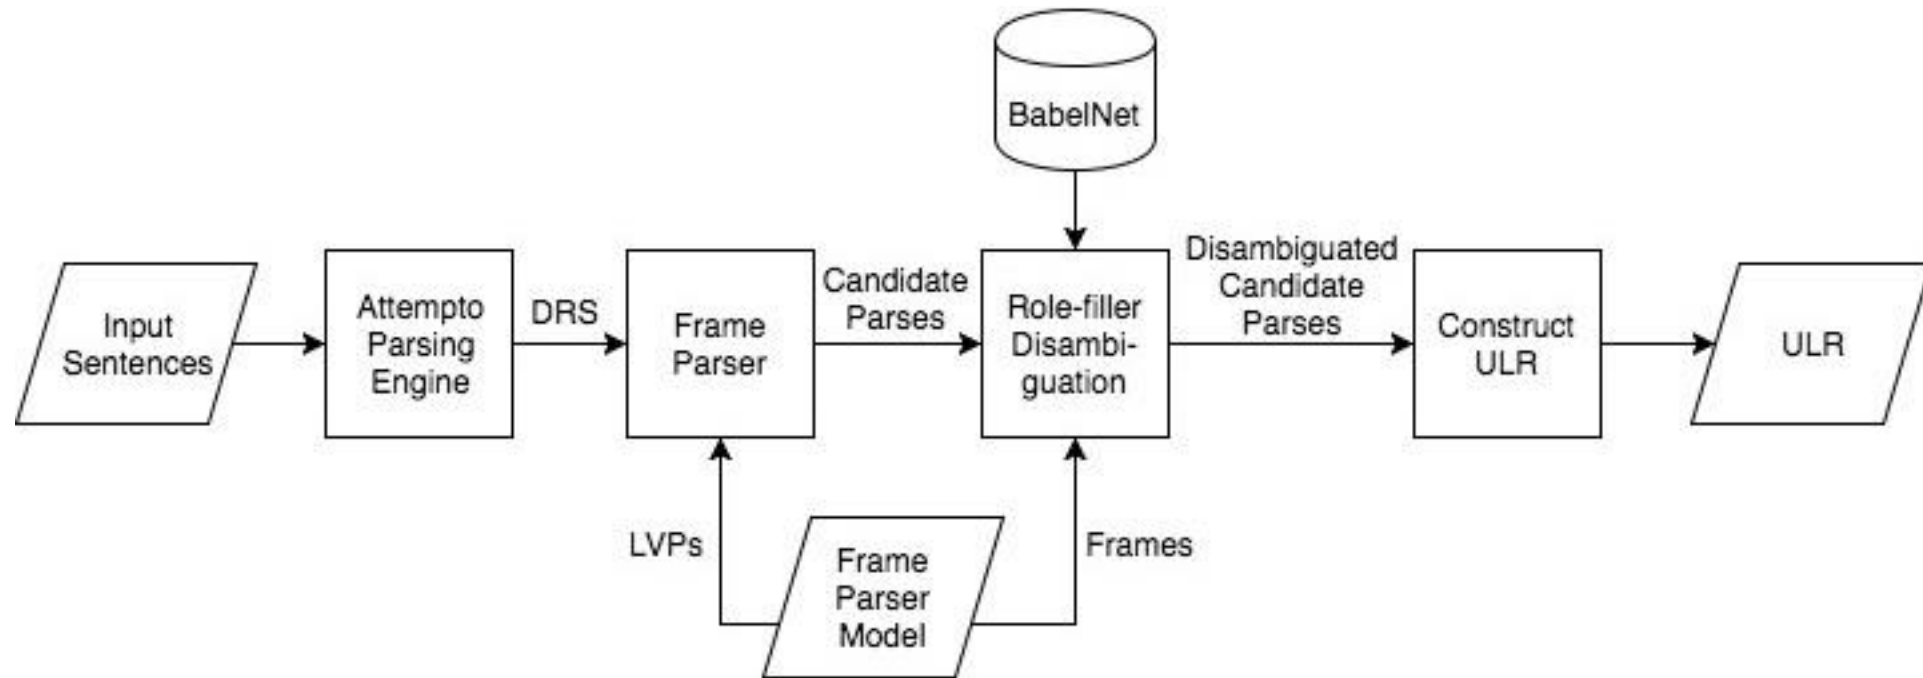 BabelNet
Input
Sentences
Attempto
Parsing
Engine
DRS
Frame
Parser
Candidate
Parses
Role-filler
Disambi-
guation
Disambiguated
Candidate
Parses
Construct
ULR
ULR
LVPs
Frame
Parser
Model
Frames